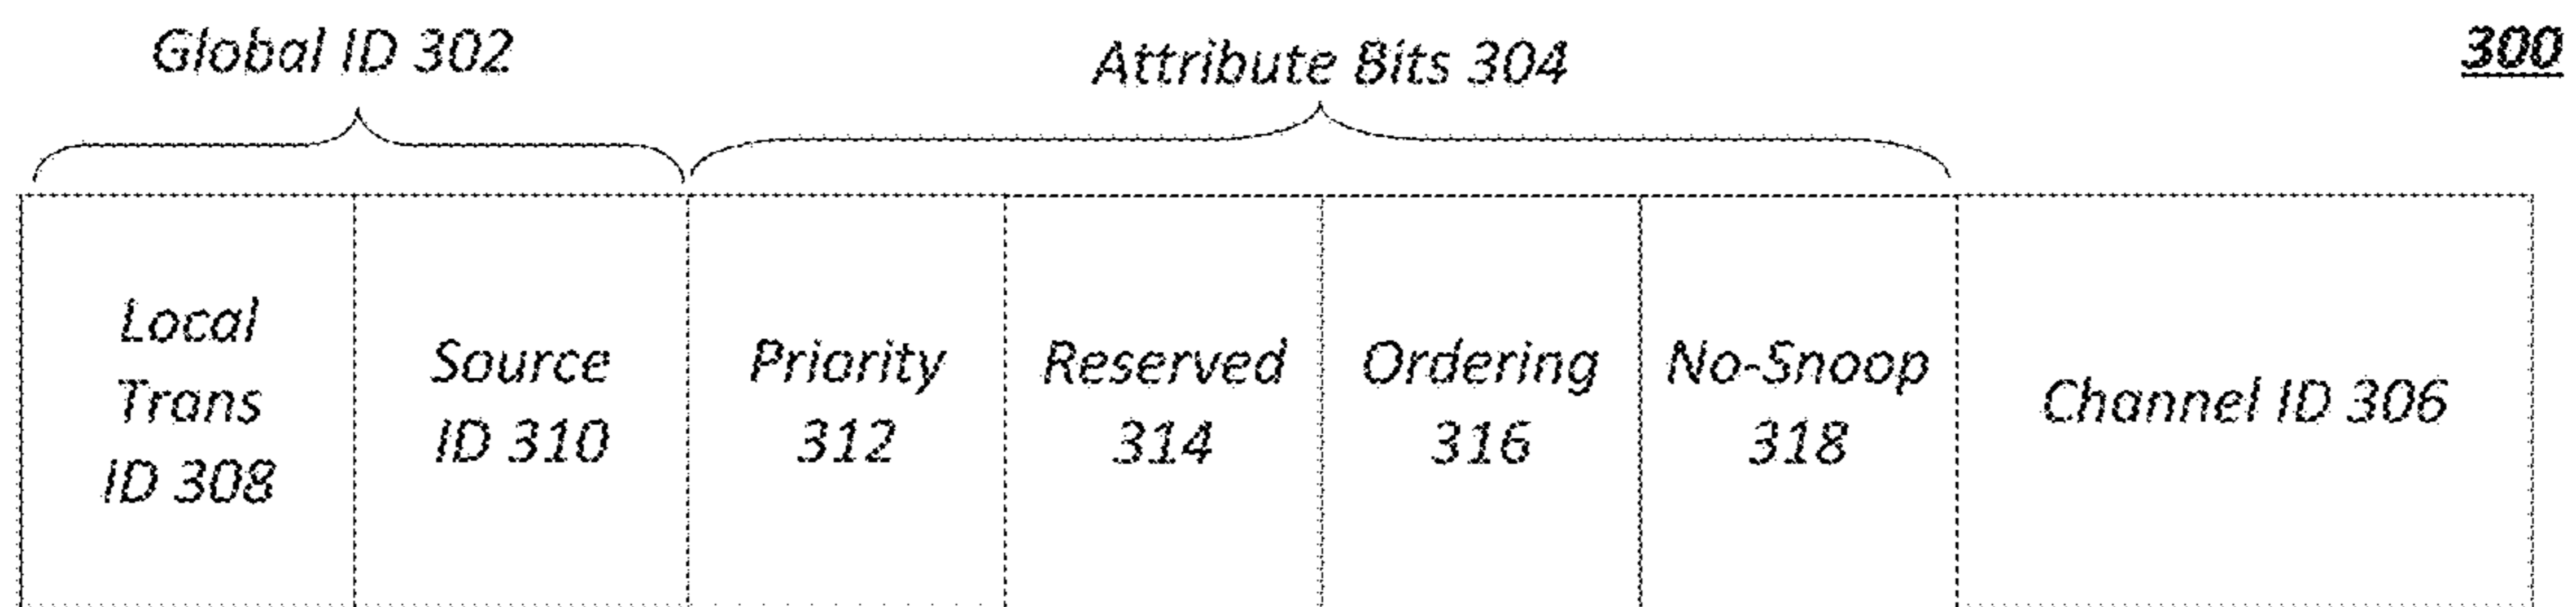 Global ID 302
Attribute Bits 304
300
Local
Trans
ID 308
Source
ID 310
Priority
312
Reserved
314
Ordering
316
No-Snoop
318
Channel ID 306